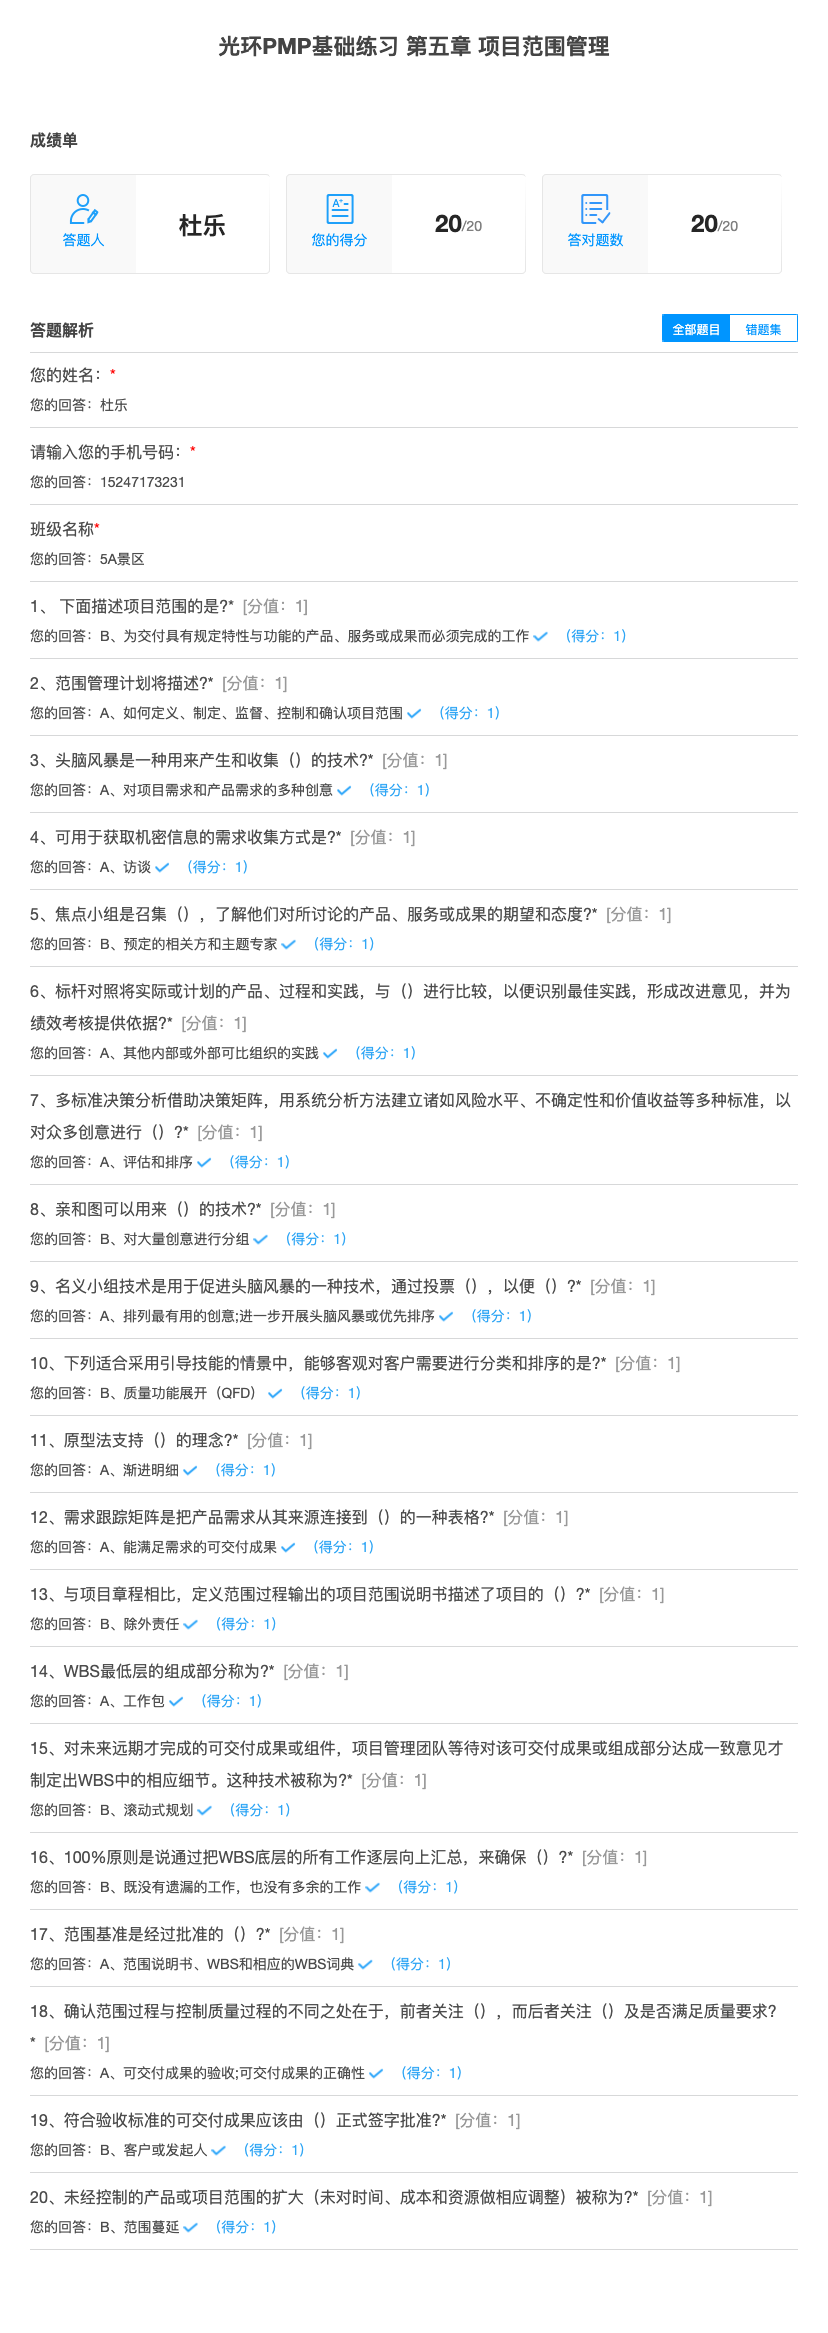 光环PMP基础练习 第五章 项目范围管理
成绩单
答题人
杜乐
您的得分
20/20
答对题数
20/20
答题解析
全部题目
错题集
您的姓名：*
您的回答：杜乐
请输入您的手机号码：*
您的回答：15247173231
班级名称*
您的回答：5A景区
1、 下面描述项目范围的是?* [分值：1]
您的回答：B、为交付具有规定特性与功能的产品、服务或成果而必须完成的工作 （得分：1）
2、范围管理计划将描述?* [分值：1]
您的回答：A、如何定义、制定、监督、控制和确认项目范围 （得分：1）
3、头脑风暴是一种用来产生和收集（）的技术?* [分值：1]
您的回答：A、对项目需求和产品需求的多种创意 （得分：1）
4、可用于获取机密信息的需求收集方式是?* [分值：1]
您的回答：A、访谈 （得分：1）
5、焦点小组是召集（），了解他们对所讨论的产品、服务或成果的期望和态度?* [分值：1]
您的回答：B、预定的相关方和主题专家 （得分：1）
6、标杆对照将实际或计划的产品、过程和实践，与（）进行比较，以便识别最佳实践，形成改进意见，并为
绩效考核提供依据?* [分值：1]
您的回答：A、其他内部或外部可比组织的实践 （得分：1）
7、多标准决策分析借助决策矩阵，用系统分析方法建立诸如风险水平、不确定性和价值收益等多种标准，以
对众多创意进行（）?* [分值：1]
您的回答：A、评估和排序 （得分：1）
8、亲和图可以用来（）的技术?* [分值：1]
您的回答：B、对大量创意进行分组 （得分：1）
9、名义小组技术是用于促进头脑风暴的一种技术，通过投票（），以便（）?* [分值：1]
您的回答：A、排列最有用的创意;进一步开展头脑风暴或优先排序 （得分：1）
10、下列适合采用引导技能的情景中，能够客观对客户需要进行分类和排序的是?* [分值：1]
您的回答：B、质量功能展开（QFD） （得分：1）
11、原型法支持（）的理念?* [分值：1]
您的回答：A、渐进明细 （得分：1）
12、需求跟踪矩阵是把产品需求从其来源连接到（）的一种表格?* [分值：1]
您的回答：A、能满足需求的可交付成果 （得分：1）
13、与项目章程相比，定义范围过程输出的项目范围说明书描述了项目的（）?* [分值：1]
您的回答：B、除外责任 （得分：1）
14、WBS最低层的组成部分称为?* [分值：1]
您的回答：A、工作包 （得分：1）
15、对未来远期才完成的可交付成果或组件，项目管理团队等待对该可交付成果或组成部分达成一致意见才
制定出WBS中的相应细节。这种技术被称为?* [分值：1]
您的回答：B、滚动式规划 （得分：1）
16、100%原则是说通过把WBS底层的所有工作逐层向上汇总，来确保（）?* [分值：1]
您的回答：B、既没有遗漏的工作，也没有多余的工作 （得分：1）
17、范围基准是经过批准的（）?* [分值：1]
您的回答：A、范围说明书、WBS和相应的WBS词典 （得分：1）
18、确认范围过程与控制质量过程的不同之处在于，前者关注（），而后者关注（）及是否满足质量要求?
* [分值：1]
您的回答：A、可交付成果的验收;可交付成果的正确性 （得分：1）
19、符合验收标准的可交付成果应该由（）正式签字批准?* [分值：1]
您的回答：B、客户或发起人 （得分：1）
20、未经控制的产品或项目范围的扩大（未对时间、成本和资源做相应调整）被称为?* [分值：1]
您的回答：B、范围蔓延 （得分：1）